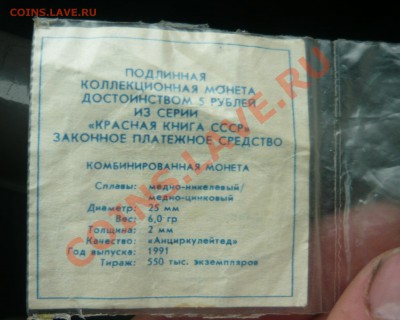 COINS.LAVE.RU
ПОДЛИННАЯ
КОЛЛЕКЦИОННАЯ МОНЕТА
ДОСТОИНСТВОМ 5 РУБЛЕЙ
ИЗ СЕРИИ
«КРАСНАЯ КНИГА СССР»
ЗАКОННОЕ ПЛАТЕЖНОЕ СРЕДСТВО
КОМБИНИРОВАННАЯ МОНЕТА
Сплавы: медно-никелевый/
медно-цинковый
Диаметр: 25 мм
Вес: 6,0 гр
Толщина: 2 мм
Качество: «Анциркулейтед»
Год выпуска: 1991
Тираж: 550 тыс. экземпляров
COINS.LAVE.RU